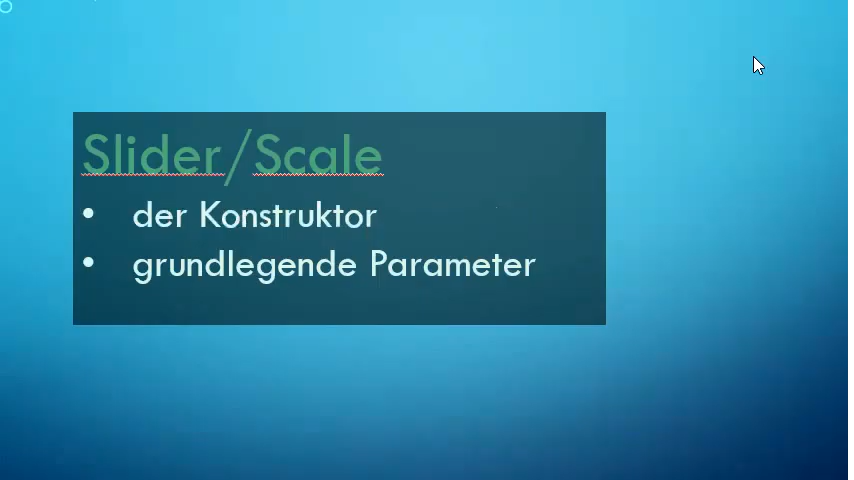 Slider/Scale
• der Konstruktor
• grundlegende Parameter